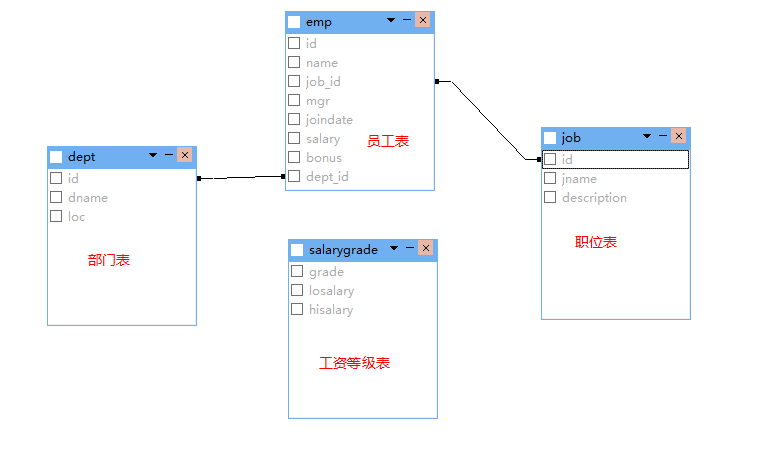 emp
id
name
job_id
mgr
joindate
salary
bonus
dept_id
员工表
dept
id
dname
loc
部门表
job
id
jname
description
职位表
salarygrade
grade
losalary
hisalary
工资等级表